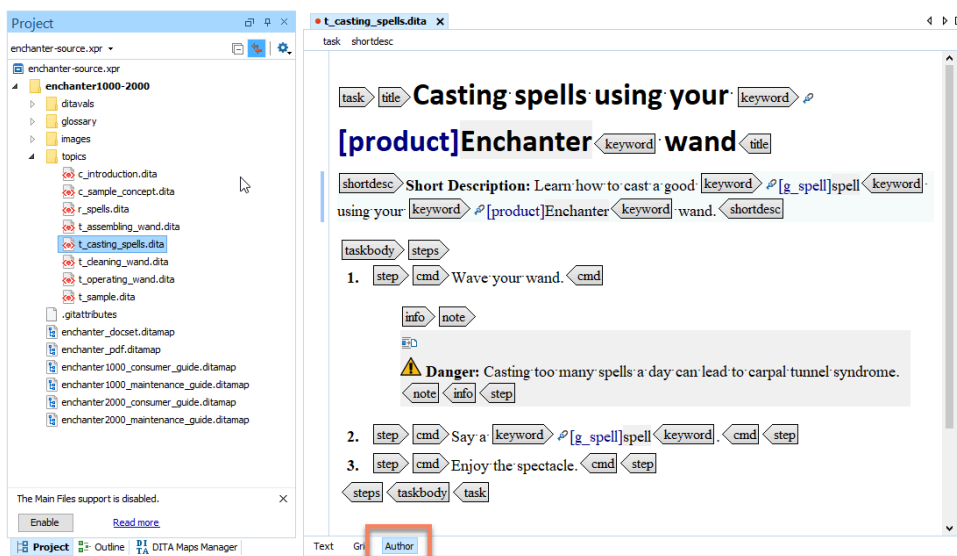 Project
enchanter-source.xpr
enchanter-source.xpr
enchanter1000-2000
ditavals
glossary
images
topics
c_introduction.dita
c_sample_concept.dita
r_spells.dita
t_assembling_wand.dita
t_casting_spells.dita
t_cleaning_wand.dita
t_operating_wand.dita
t_sample.dita
.gitattributes
enchanter_docset.ditamap
enchanter_pdf.ditamap
enchanter1000_consumer_guide.ditamap
enchanter1000_maintenance_guide.ditamap
enchanter2000_consumer_guide.ditamap
enchanter2000_maintenance_guide.ditamap
The Main Files support is disabled.
Enable Read more
Project Outline DITA DITA Maps Manager
t_casting_spells.dita
task shortdesc
task title Casting spells using your keyword
[product]Enchanter keyword wand title
shortdesc Short Description: Learn how to cast a good keyword [g_spell]spell keyword
using your keyword [product]Enchanter keyword wand. shortdesc
taskbody steps
1. step cmd Wave your wand. cmd
info note
Danger: Casting too many spells a day can lead to carpal tunnel syndrome.
note info step
2. step cmd Say a keyword [g_spell]spell keyword . cmd step
3. step cmd Enjoy the spectacle. cmd step
steps taskbody task
Text Author